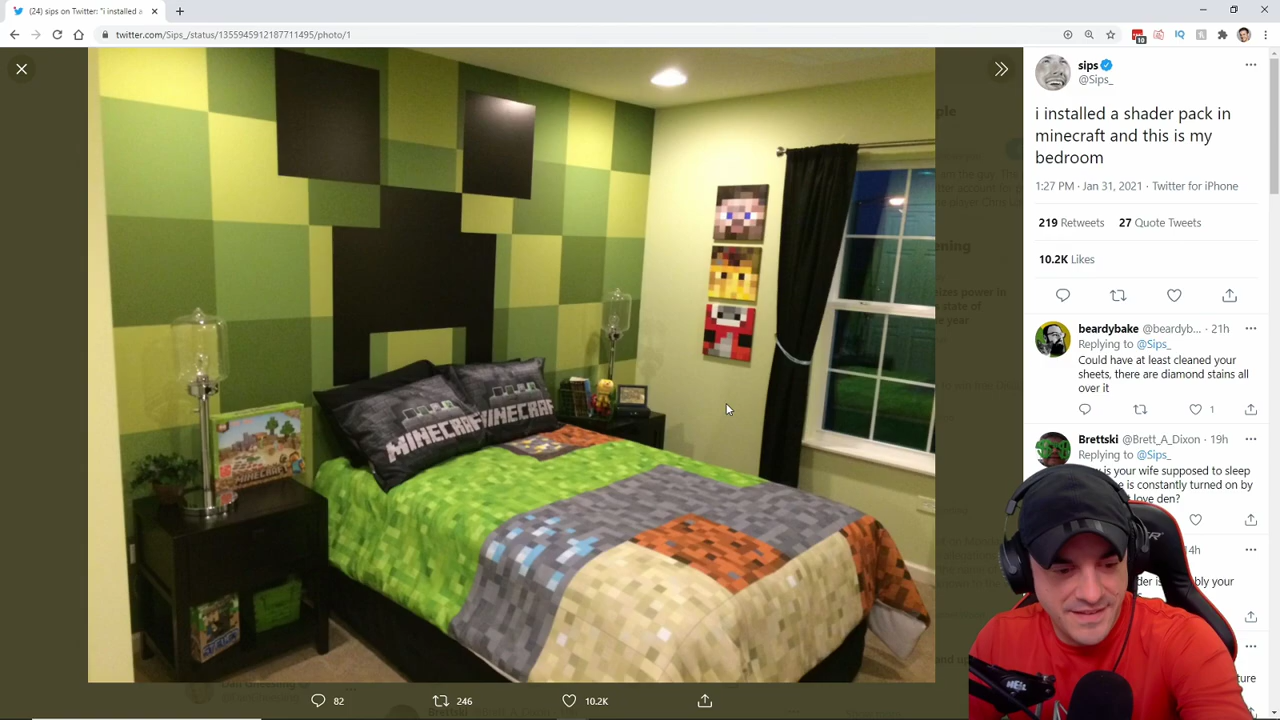 (24) sips on Twitter: "i installed a
twitter.com/Sips_/status/1355945912187711495/photo/1
10
sips
@Sips_
i installed a shader pack in
minecraft and this is my
bedroom
1:27 PM · Jan 31, 2021 · Twitter for iPhone
219 Retweets 27 Quote Tweets
10.2K Likes
beardybake @beardyb... · 21h
Replying to @Sips_
Could have at least cleaned your
sheets, there are diamond stains all
over it
1
Brettski @Brett_A_Dixon · 19h
Replying to @Sips_
is your wife supposed to sleep
is constantly turned on by
love den?
14h
your
MINECRAFT
MINECRAFT
MINECRAFT
82
246
10.2K